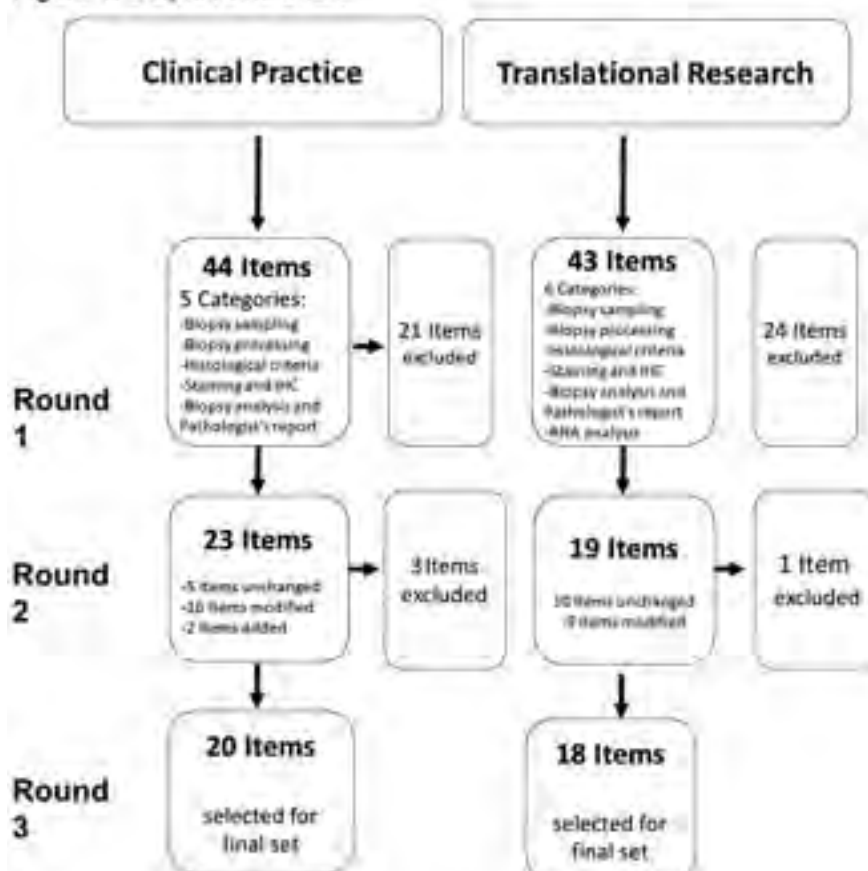 Clinical Practice
Translational Research
Round
1
44 Items
5 Categories:
-Biopsy sampling
-Biopsy processing
-Histological criteria
-Staining and IHC
-Biopsy analysis and
Pathologist's report
21 Items
excluded
43 Items
6 Categories:
-Biopsy sampling
-Biopsy processing
-Histological criteria
-Staining and IHC
-Biopsy analysis and
Pathologist's report
-RNA analysis
24 Items
excluded
Round
2
23 Items
-5 Items unchanged
-16 Items modified
-2 Items added
3 Items
excluded
19 Items
10 Items unchanged
-9 Items modified
1 Item
excluded
Round
3
20 Items
selected for
final set
18 Items
selected for
final set